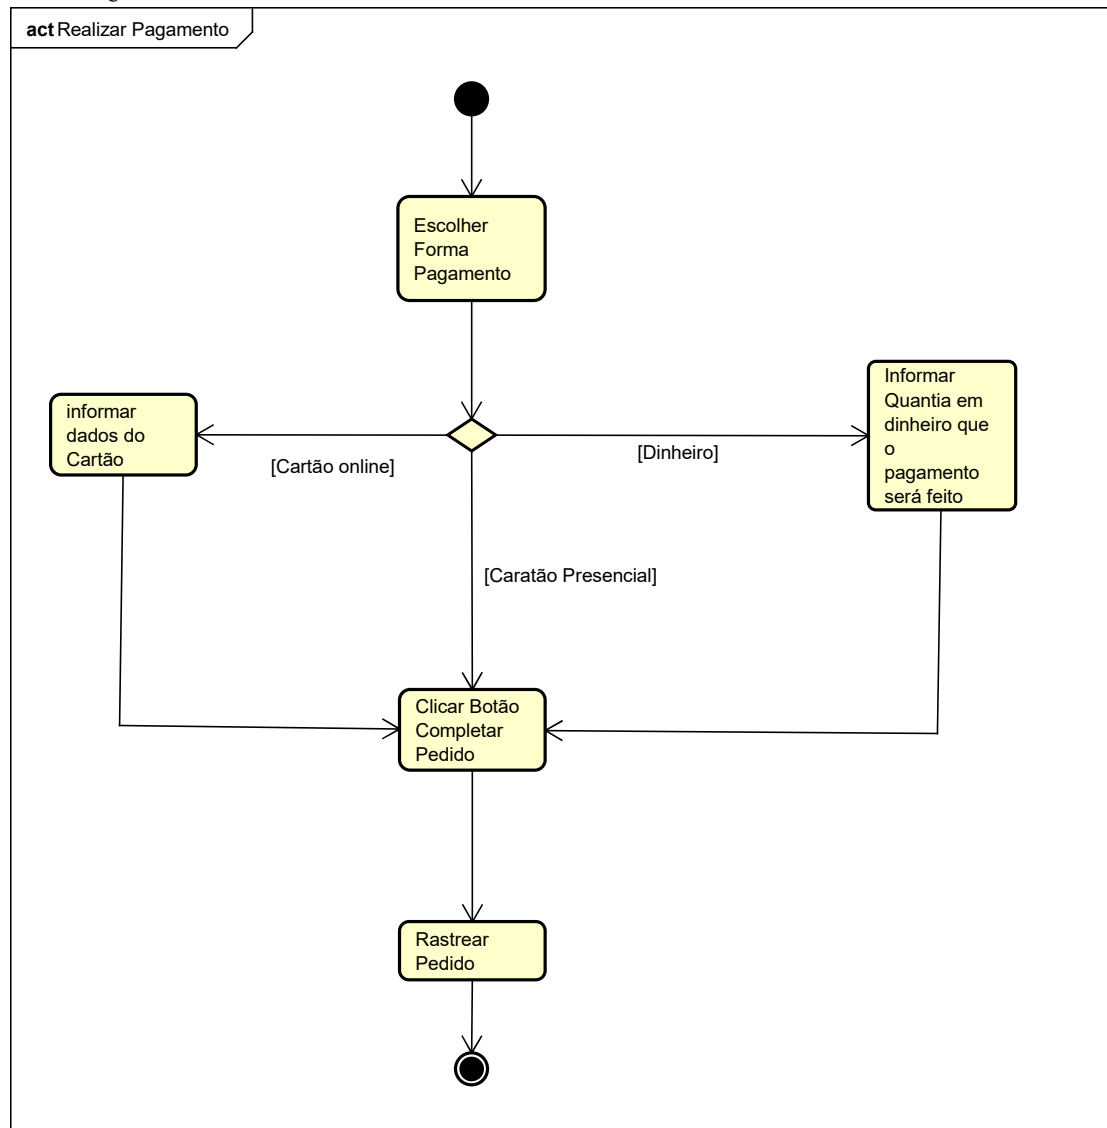 act Realizar Pagamento
Escolher
Forma
Pagamento
informar
dados do
Cartão
[Cartão online]
[Dinheiro]
Informar
Quantia em
dinheiro que
o
pagamento
será feito
[Caratão Presencial]
Clicar Botão
Completar
Pedido
Rastrear
Pedido